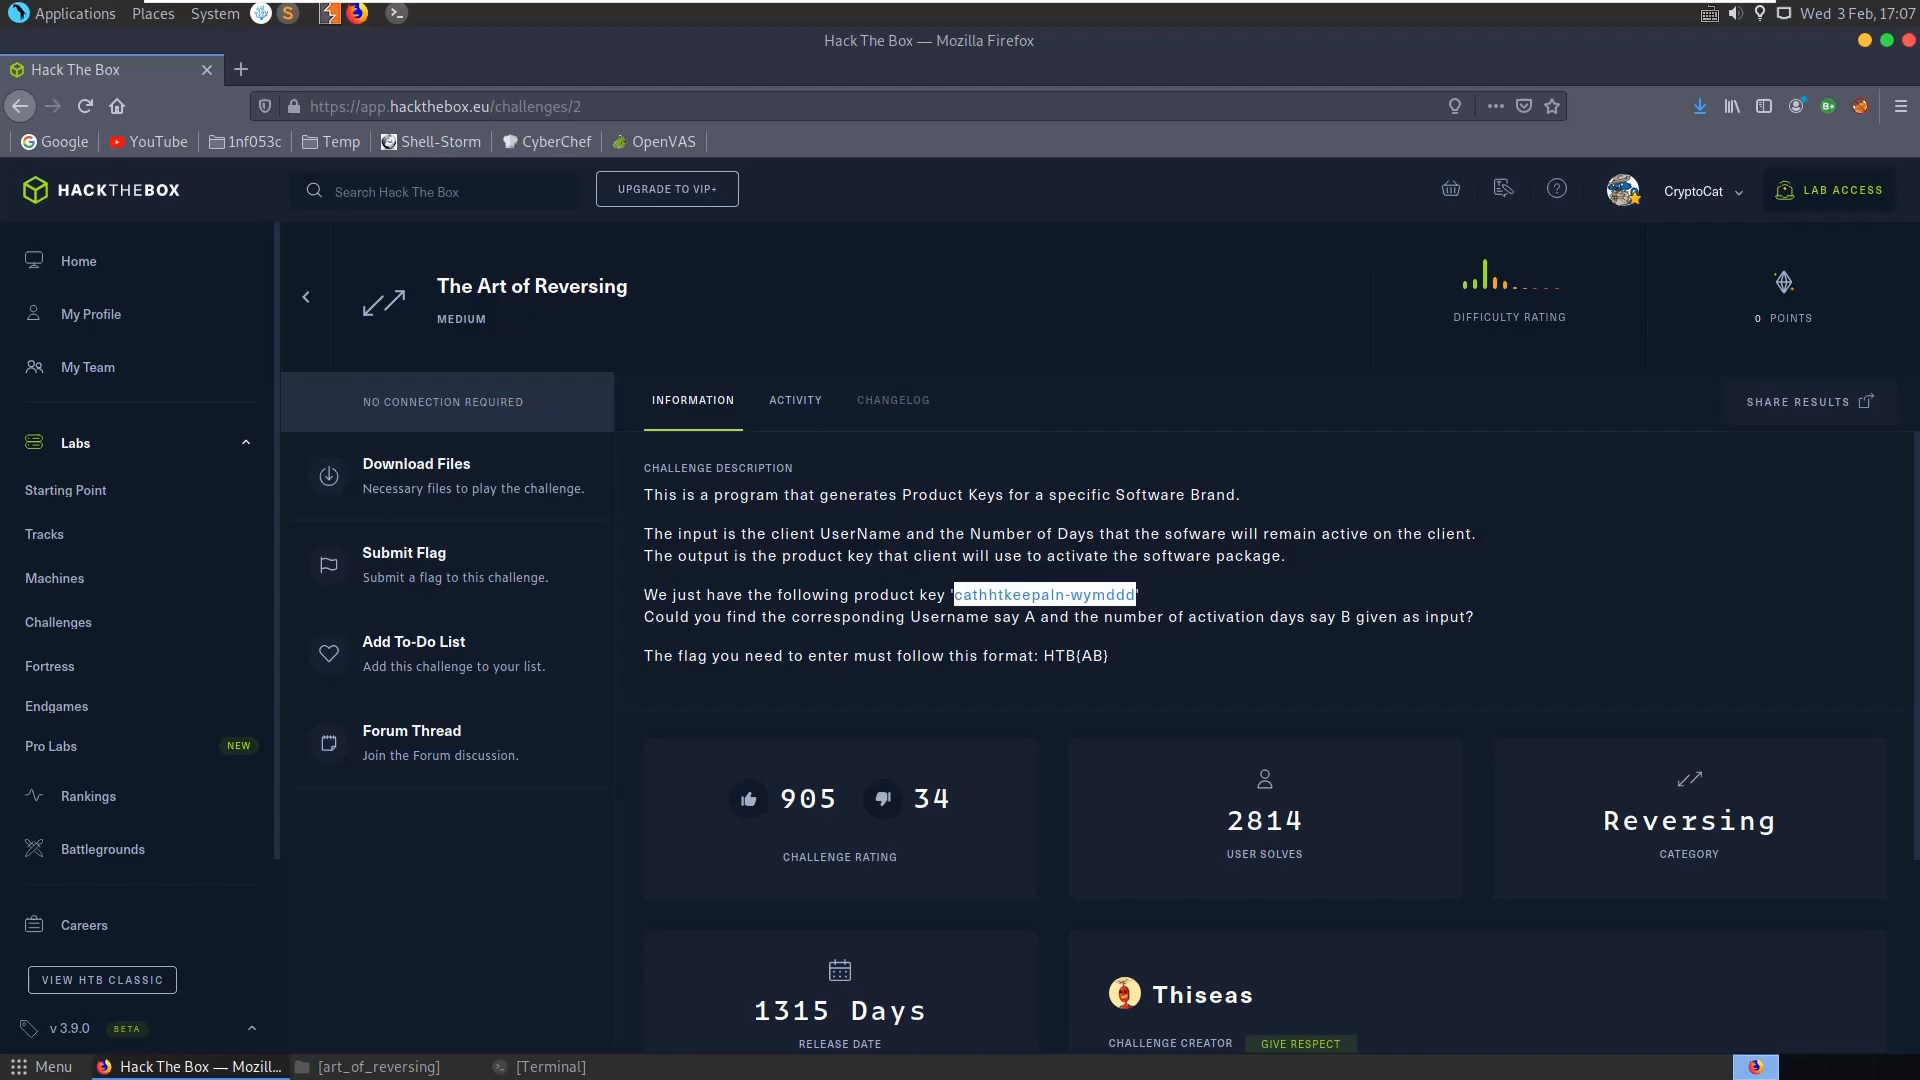 Applications Places System
Wed 3 Feb, 17:07
Hack The Box — Mozilla Firefox
Hack The Box
https://app.hackthebox.eu/challenges/2
Google YouTube 1nf053c Temp Shell-Storm CyberChef OpenVAS
HACKTHEBOX
Search Hack The Box
UPGRADE TO VIP+
CryptoCat
LAB ACCESS
Home
My Profile
My Team
Labs
Starting Point
Tracks
Machines
Challenges
Fortress
Endgames
Pro Labs NEW
Rankings
Battlegrounds
Careers
VIEW HTB CLASSIC
v 3.9.0 BETA
The Art of Reversing
MEDIUM
DIFFICULTY RATING
0 POINTS
NO CONNECTION REQUIRED
Download Files
Necessary files to play the challenge.
Submit Flag
Submit a flag to this challenge.
Add To-Do List
Add this challenge to your list.
Forum Thread
Join the Forum discussion.
INFORMATION ACTIVITY CHANGELOG
SHARE RESULTS
CHALLENGE DESCRIPTION
This is a program that generates Product Keys for a specific Software Brand.
The input is the client UserName and the Number of Days that the sofware will remain active on the client.
The output is the product key that client will use to activate the software package.
We just have the following product key 'cathhtkeepaln-wymddd'
Could you find the corresponding Username say A and the number of activation days say B given as input?
The flag you need to enter must follow this format: HTB{AB}
905 34
CHALLENGE RATING
2814
USER SOLVES
Reversing
CATEGORY
1315 Days
RELEASE DATE
Thiseas
CHALLENGE CREATOR GIVE RESPECT
Menu Hack The Box — Mozill... [art_of_reversing] [Terminal]